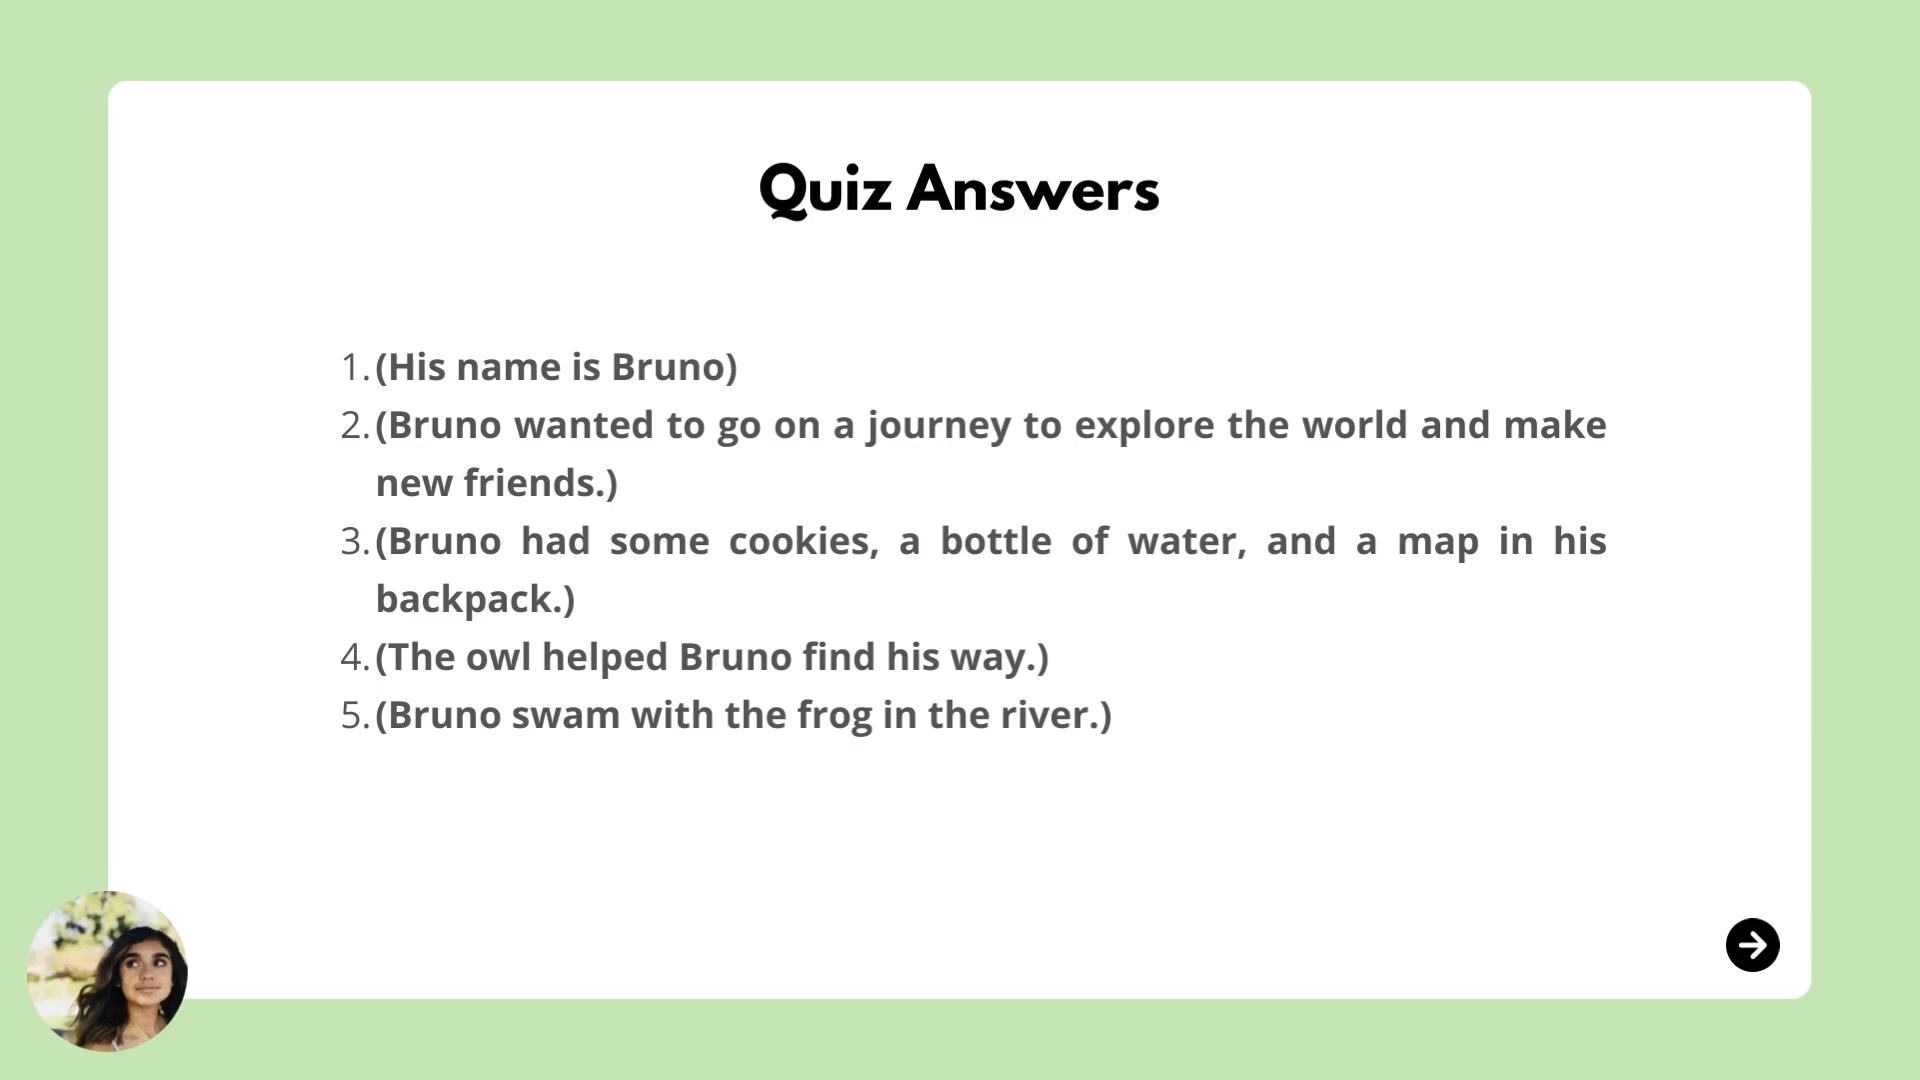 Quiz Answers
1. (His name is Bruno)
2. (Bruno wanted to go on a journey to explore the world and make
new friends.)
3. (Bruno had some cookies, a bottle of water, and a map in his
backpack.)
4. (The owl helped Bruno find his way.)
5. (Bruno swam with the frog in the river.)